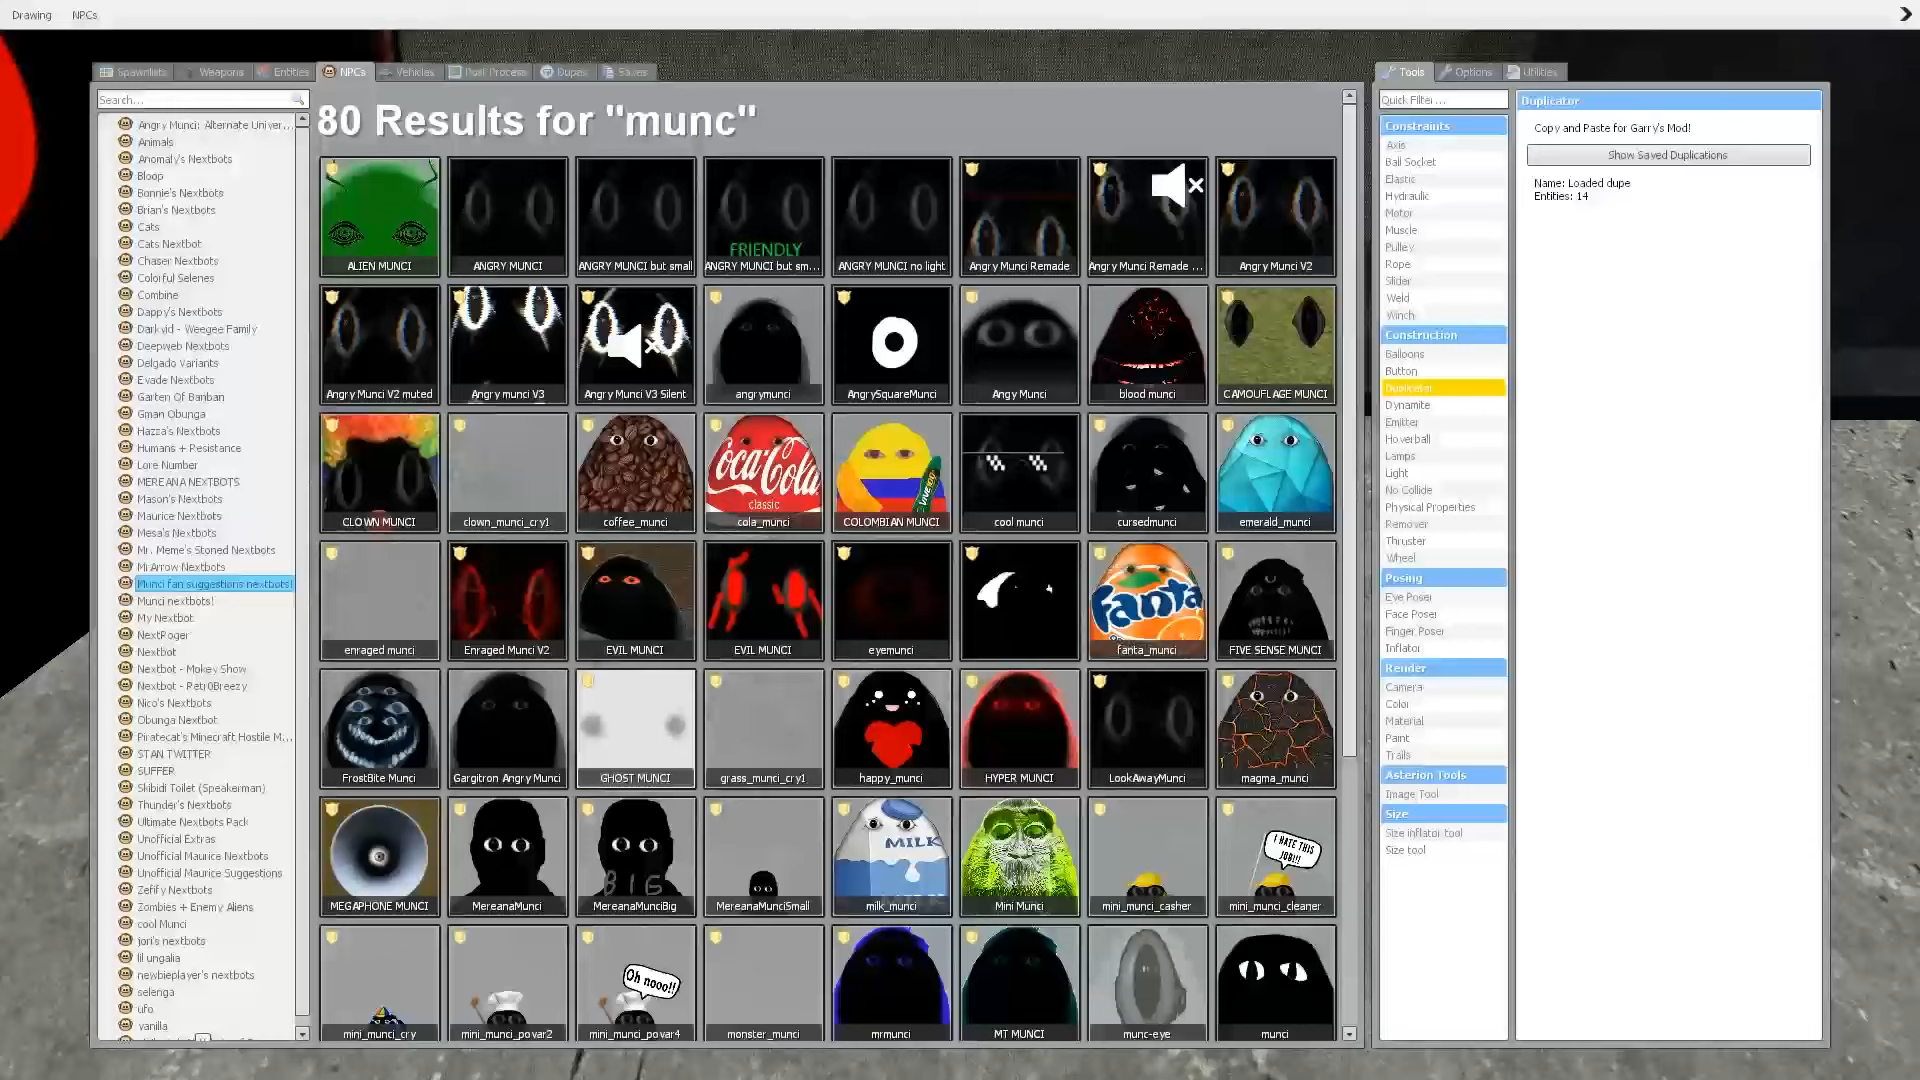 Drawing NPCs
Spawnlists Weapons Entities NPCs Vehicles Post Process Dupes Saves
Tools Options Utilities
Search...
80 Results for "munc"
Angry Munci: Alternate Univer...
Animals
Anomaly's Nextbots
Bloop
Bonnie's Nextbots
Brian's Nextbots
Cats
Cats Nextbot
Chaser Nextbots
Colorful Selenes
Combine
Dappy's Nextbots
Darkvid - Weegee Family
Deepweb Nextbots
Delgado Variants
Evade Nextbots
Garten Of Banban
Gman Obunga
Hazza's Nextbots
Humans + Resistance
Lore Number
MEREANA NEXTBOTS
Mason's Nextbots
Maurice Nextbots
Mesa's Nextbots
Mr. Meme's Stoned Nextbots
MrArrow Nextbots
Munci fan suggestions nextbots!
Munci nextbots!
My Nextbot
NextPoger
Nextbot
Nextbot - Mokey Show
Nextbot - Petr0Breezy
Nico's Nextbots
Obunga Nextbot
Piratecat's Minecraft Hostile M...
STAN TWITTER
SUFFER
Skibidi Toilet (Speakerman)
Thunder's Nextbots
Ultimate Nextbots Pack
Unofficial Extras
Unofficial Maurice Nextbots
Unofficial Maurice Suggestions
Zefify Nextbots
Zombies + Enemy Aliens
cool Munci
jori's nextbots
lil ungalia
newbieplayer's nextbots
selenga
ufo
vanilla
FRIENDLY
ALIEN MUNCI
ANGRY MUNCI
ANGRY MUNCI but small
ANGRY MUNCI but sm...
ANGRY MUNCI no light
Angry Munci Remade
Angry Munci Remade ...
Angry Munci V2
Angry Munci V2 muted
Angry munci V3
Angry Munci V3 Silent
angrymunci
AngrySquareMunci
Angy Munci
blood munci
CAMOUFLAGE MUNCI
CLOWN MUNCI
clown_munci_cry1
coffee_munci
oca-Cola
classic
cola_munci
COLOMBIAN MUNCI
cool munci
cursedmunci
emerald_munci
enraged munci
Enraged Munci V2
EVIL MUNCI
EVIL MUNCI
eyemunci
fanta
fanta_munci
FIVE SENSE MUNCI
FrostBite Munci
Gargitron Angry Munci
GHOST MUNCI
grass_munci_cry1
happy_munci
HYPER MUNCI
LookAwayMunci
magma_munci
MEGAPHONE MUNCI
MereanaMunci
BIG
MereanaMunciBig
MereanaMunciSmall
MILK
milk_munci
Mini Munci
mini_munci_casher
I HATE THIS
JOB!!!
mini_munci_cleaner
mini_munci_cry
mini_munci_povar2
Oh nooo!!
mini_munci_povar4
monster_munci
mrmunci
MT MUNCI
munc-eye
munci
Quick Filter ...
Constraints
Axis
Ball Socket
Elastic
Hydraulic
Motor
Muscle
Pulley
Rope
Slider
Weld
Winch
Construction
Balloons
Button
Duplicator
Dynamite
Emitter
Hoverball
Lamps
Light
No Collide
Physical Properties
Remover
Thruster
Wheel
Posing
Eye Poser
Face Poser
Finger Poser
Inflator
Render
Camera
Color
Material
Paint
Trails
Asterion Tools
Image Tool
Size
Size inflator tool
Size tool
Duplicator
Copy and Paste for Garry's Mod!
Show Saved Duplications
Name: Loaded dupe
Entities: 14